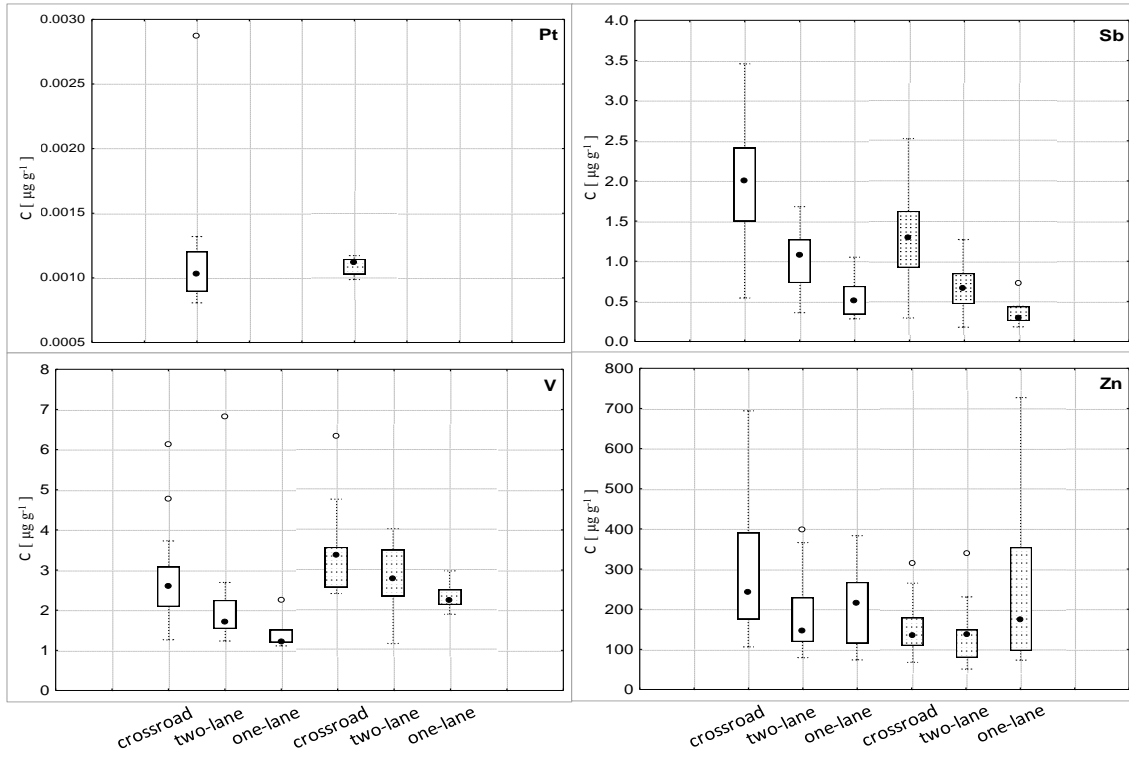 0.0030
0.0025
0.0020
0.0015
0.0010
0.0005
C [ µg g-1 ]
Pt
4.0
3.5
3.0
2.5
2.0
1.5
1.0
0.5
0.0
C [ µg g-1 ]
Sb
8
7
6
5
4
3
2
1
0
C [ µg g-1 ]
V
800
700
600
500
400
300
200
100
0
C [ µg g-1 ]
Zn
crossroad
two-lane
one-lane
crossroad
two-lane
one-lane
crossroad
two-lane
one-lane
crossroad
two-lane
one-lane